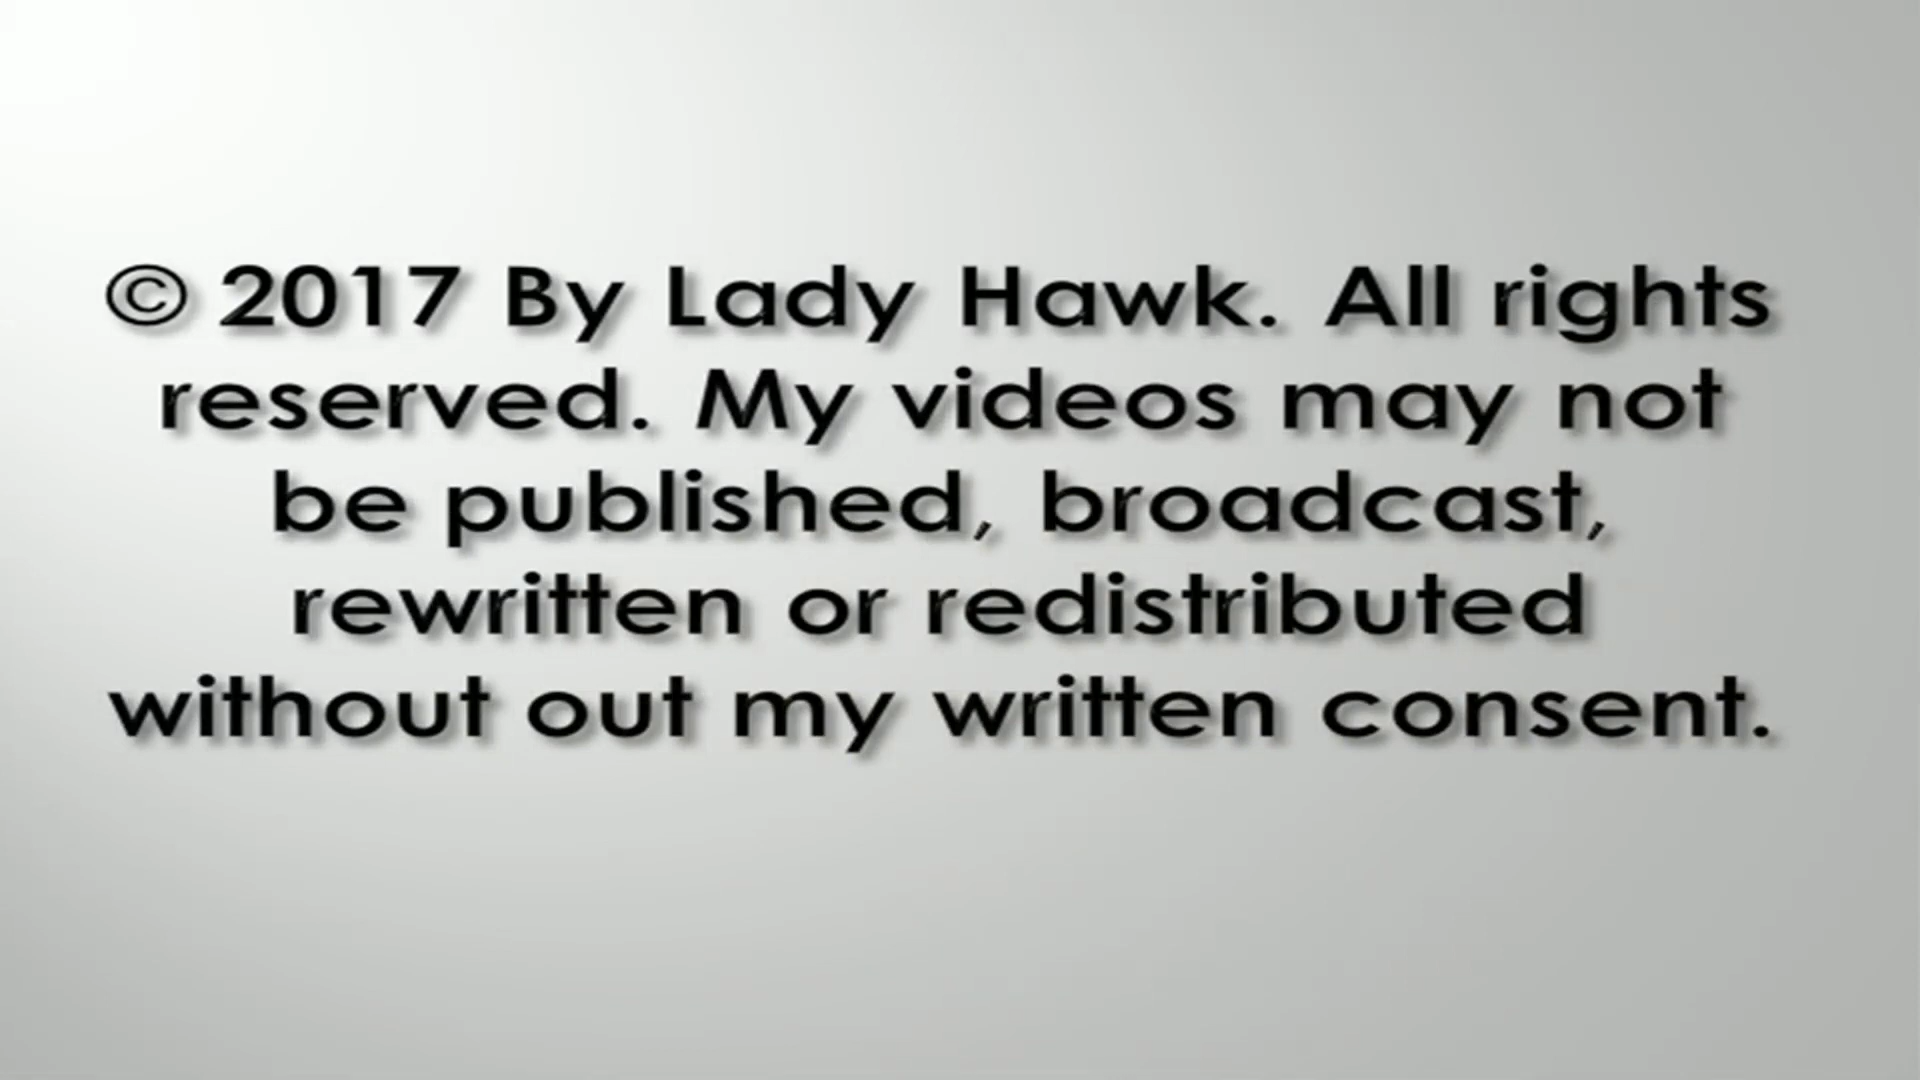 © 2017 By Lady Hawk. All rights
reserved. My videos may not
be published, broadcast,
rewritten or redistributed
without out my written consent.